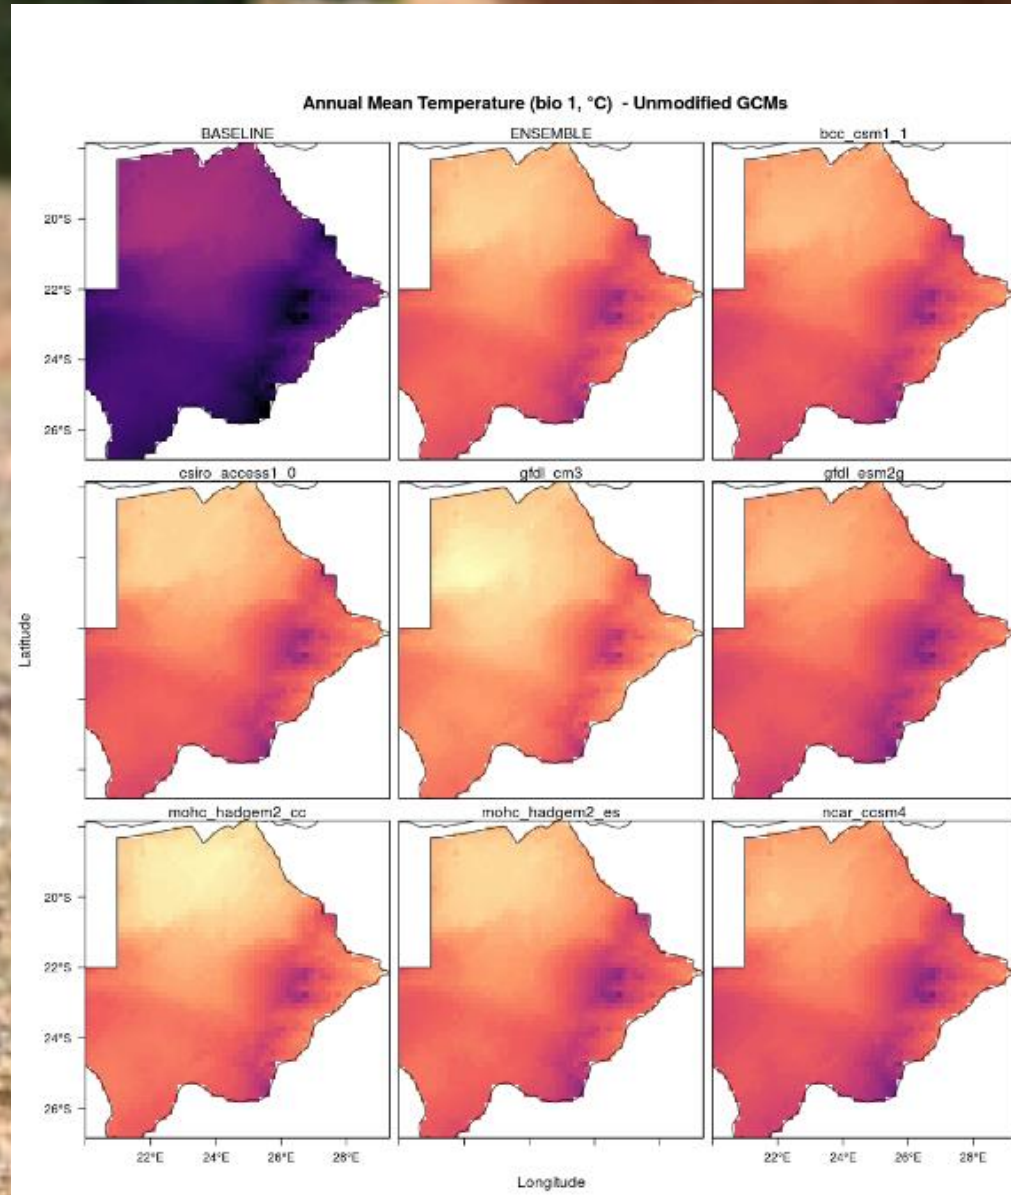 Annual Mean Temperature (bio 1, °C) - Unmodified GCMs
BASELINE ENSEMBLE bcc_csm1_1
20°S
22°S
24°S
26°S
csiro_access1_0 gfdl_cm3 gfdl_esm2g
Latitude
mohc_hadgem2_cc mohc_hadgem2_es ncar_ccsm4
20°S
22°S
24°S
26°S
22°E 24°E 26°E 28°E 22°E 24°E 26°E 28°E
Longitude